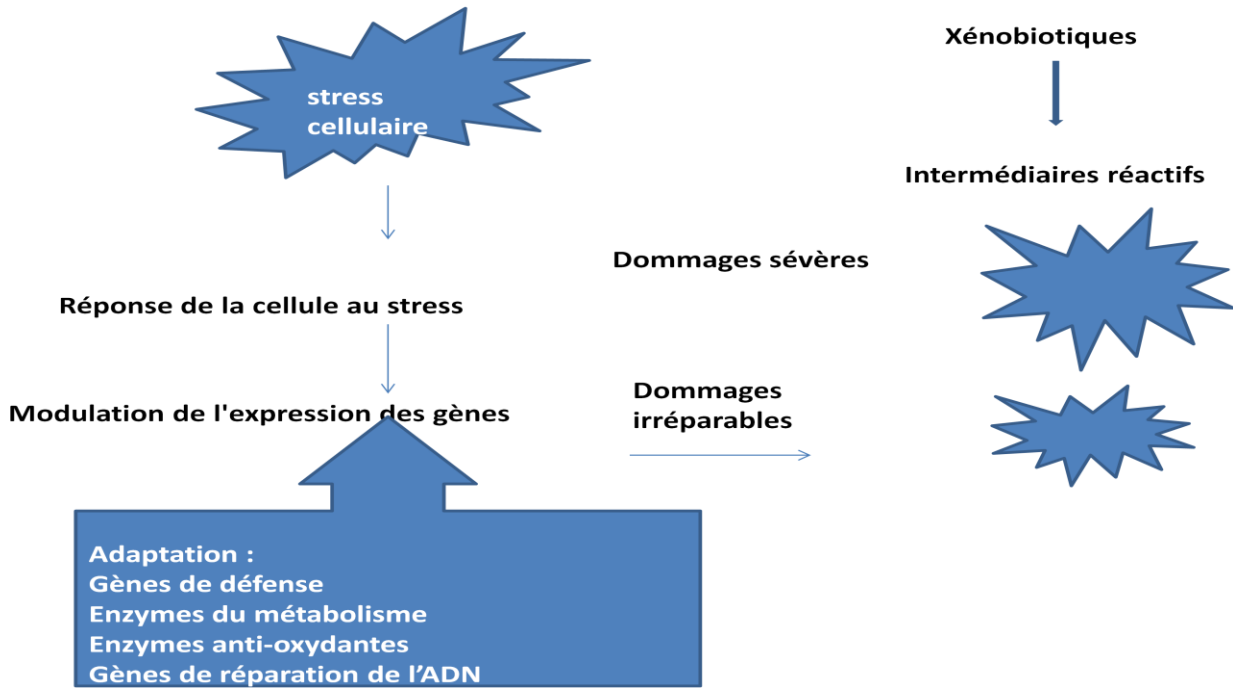 stress
cellulaire
Réponse de la cellule au stress
Modulation de l'expression des gènes
Adaptation :
Gènes de défense
Enzymes du métabolisme
Enzymes anti-oxydantes
Gènes de réparation de l’ADN
Dommages sévères
Dommages
irréparables
Xénobiotiques
Intermédiaires réactifs